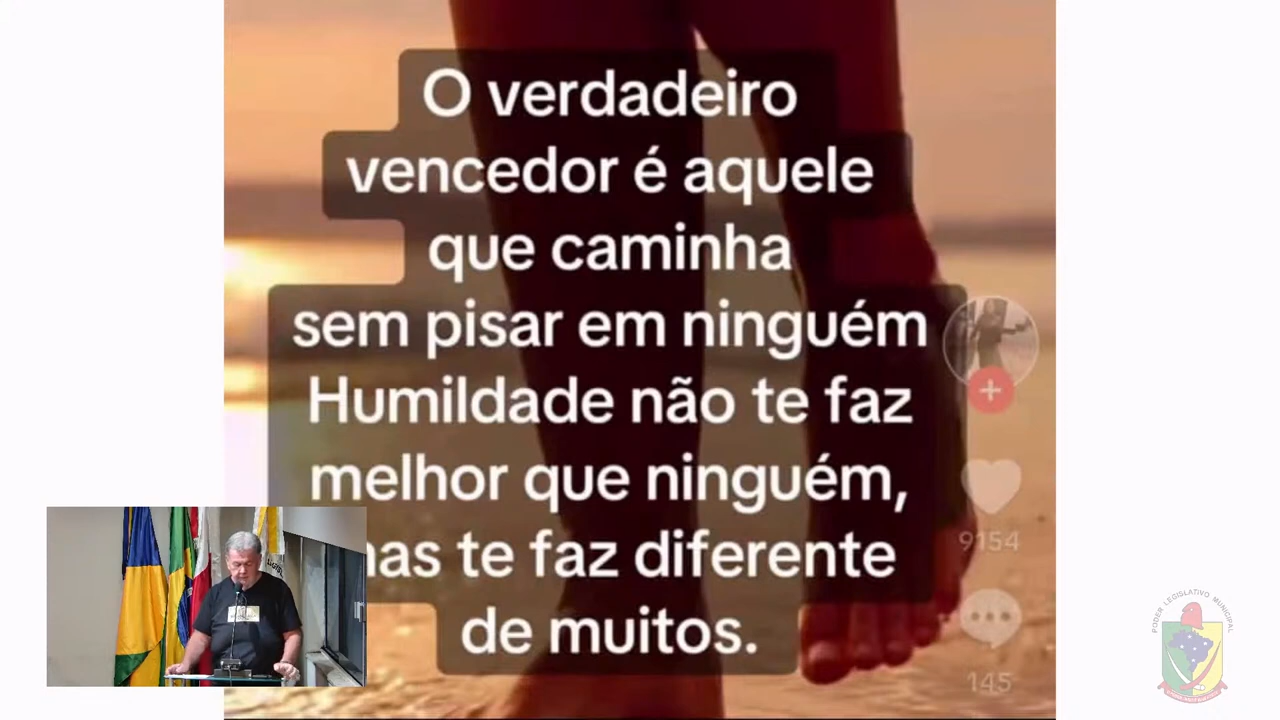 O verdadeiro
vencedor é aquele
que caminha
sem pisar em ninguém
Humildade não te faz
melhor que ninguém,
mas te faz diferente
de muitos.
9154
145
PODER LEGISLATIVO MUNICIPAL